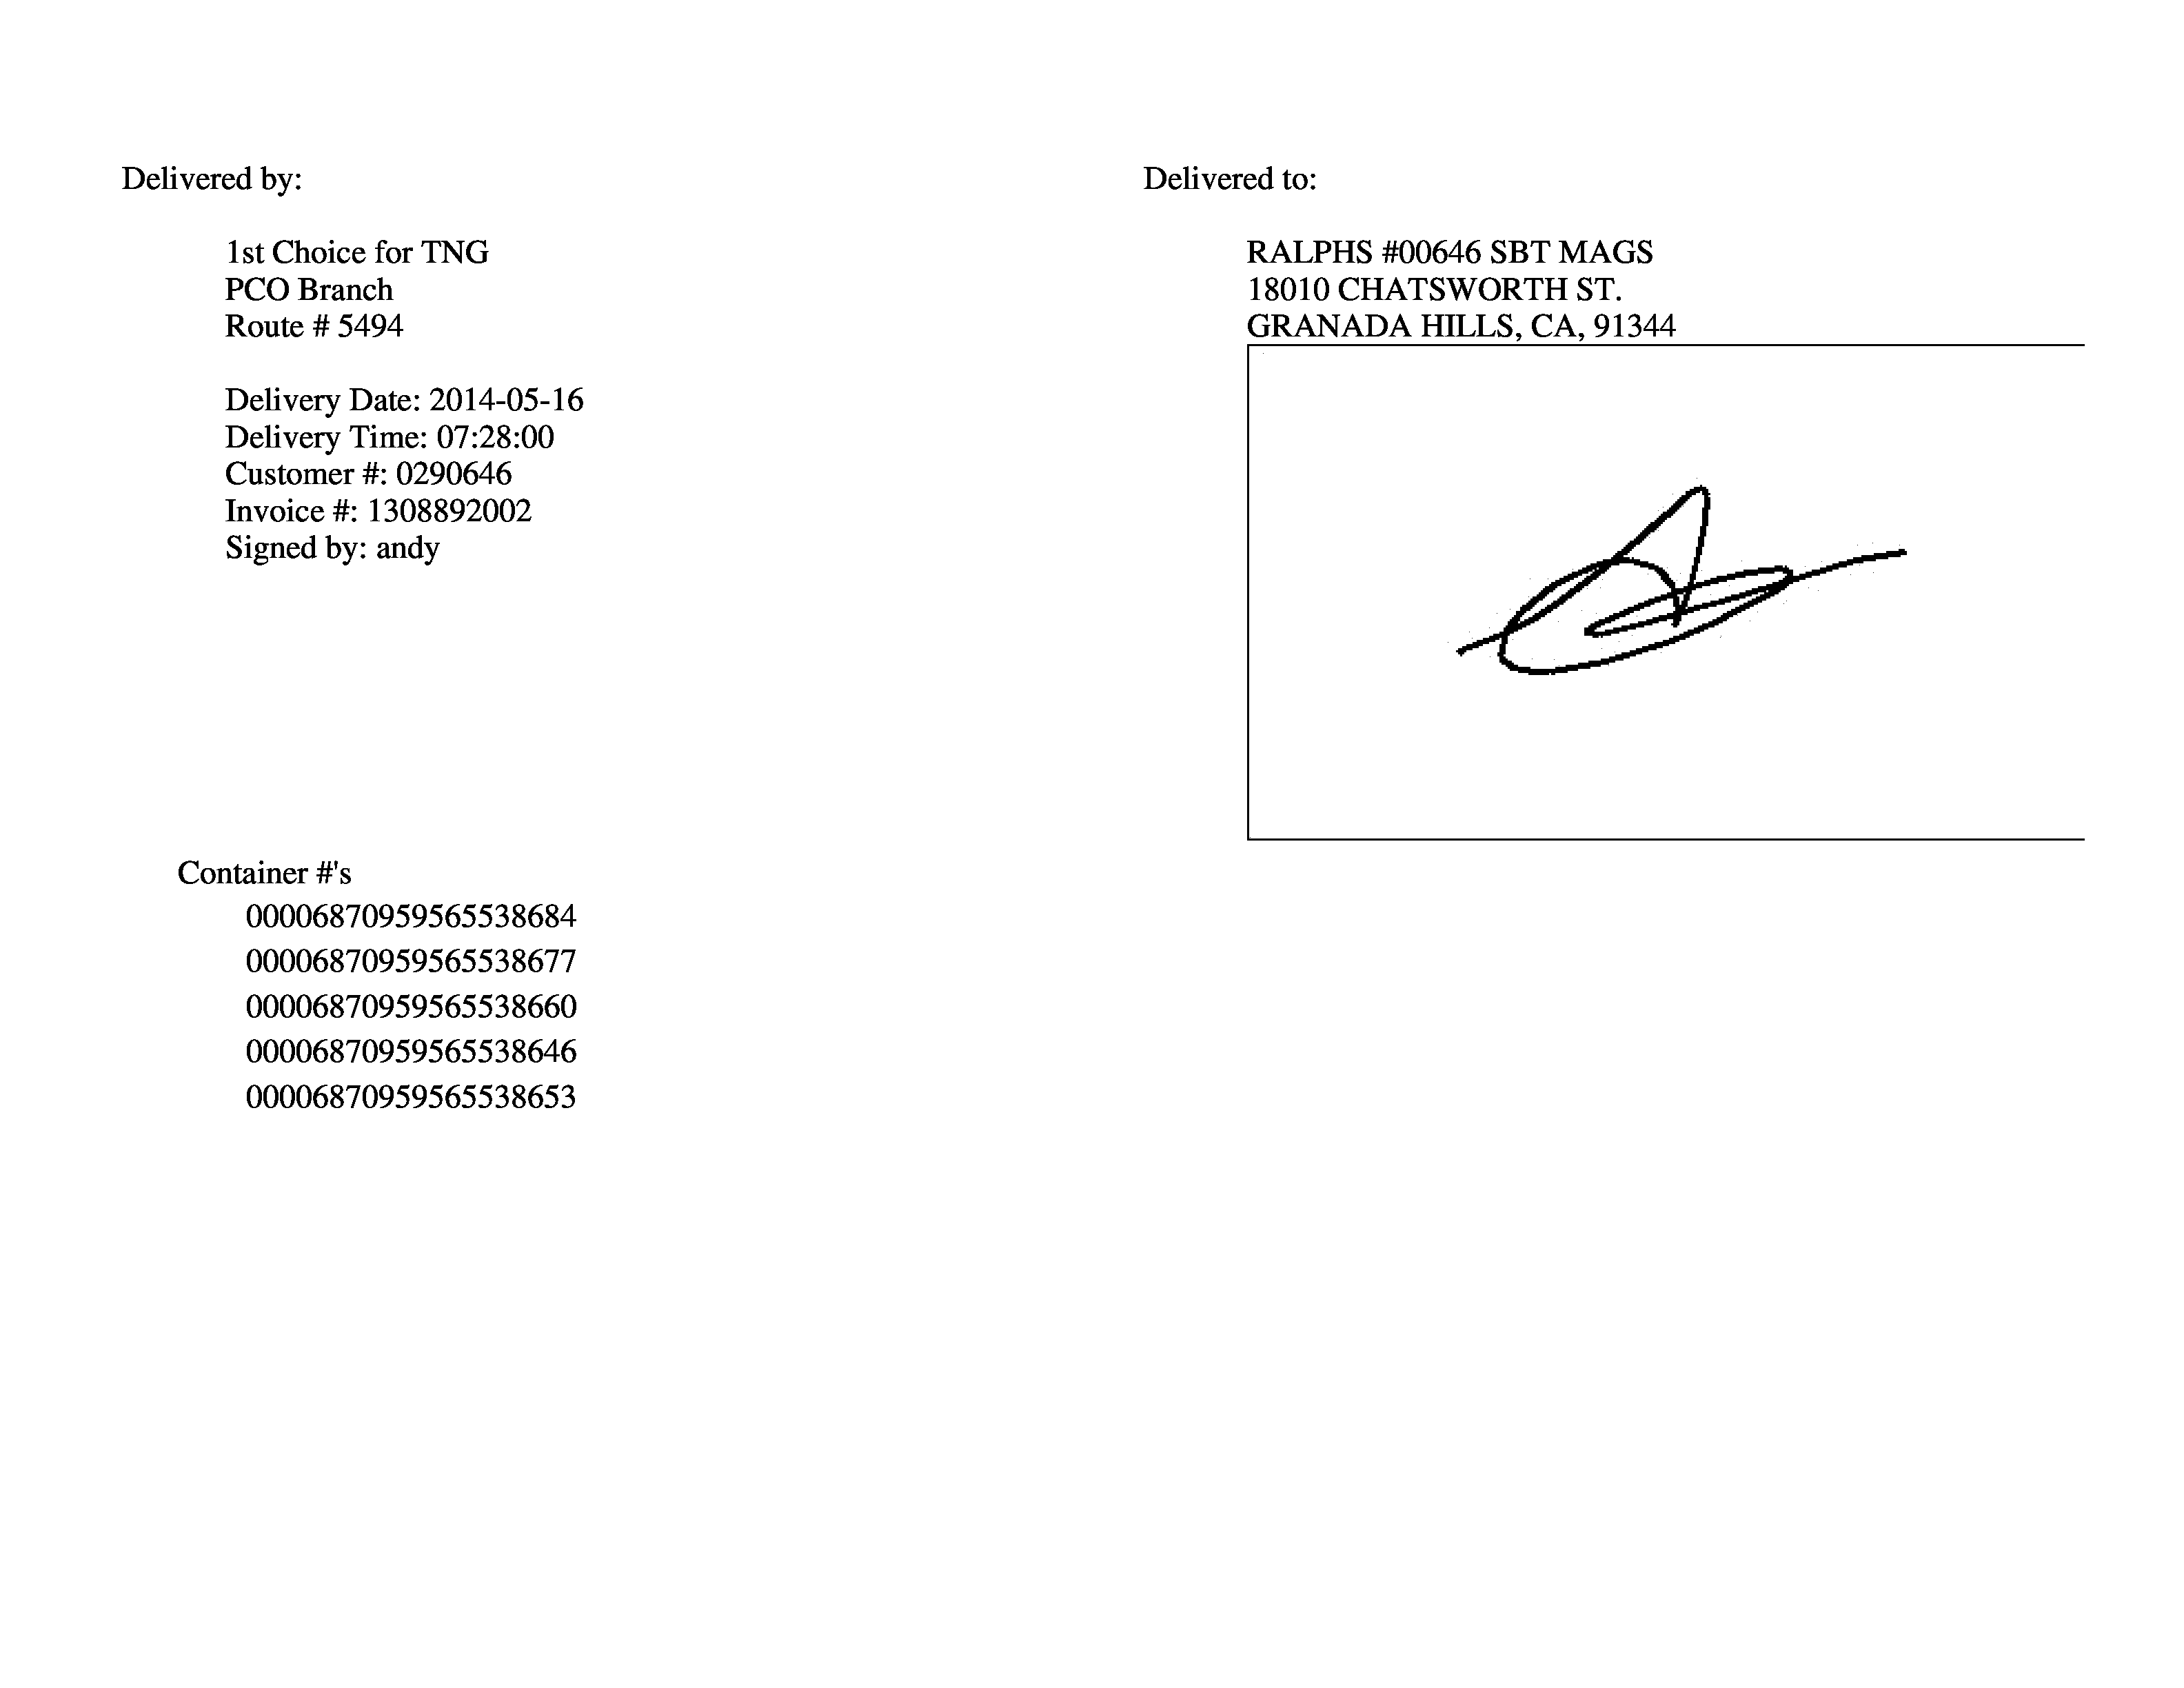 Delivered by:
1st Choice for TNG
PCO Branch
Route # 5494
Delivery Date: 2014-05-16
Delivery Time: 07:28:00
Customer #: 0290646
Invoice #: 1308892002
Signed by: andy
Delivered to:
RALPHS #00646 SBT MAGS
18010 CHATSWORTH ST.
GRANADA HILLS, CA, 91344
Container #'s
00006870959565538684
00006870959565538677
00006870959565538660
00006870959565538646
00006870959565538653